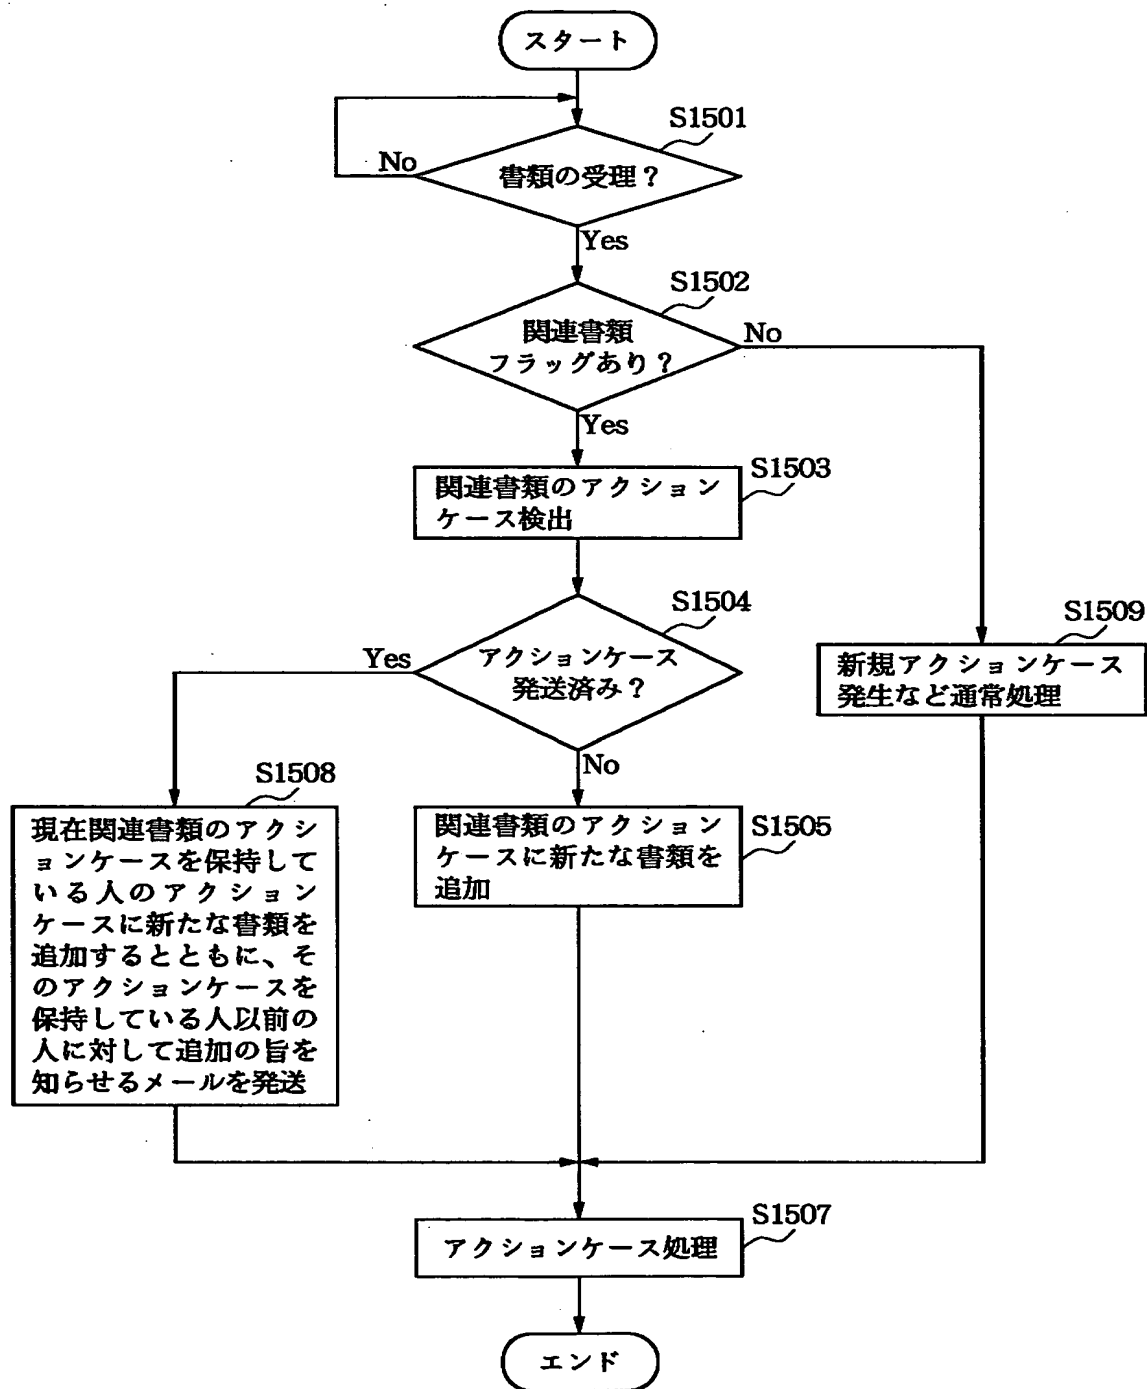 スタート
S1501
No
書類の受理？
Yes
S1502
関連書類
フラッグあり？
No
Yes
S1503
関連書類のアクション
ケース検出
S1504
Yes
アクションケース
発送済み？
No
S1509
新規アクションケース
発生など通常処理
S1508
現在関連書類のアクシ
ョンケースを保持して
いる人のアクション
ケースに新たな書類を
追加するとともに、そ
のアクションケースを
保持している人以前の
人に対して追加の旨を
知らせるメールを発送
S1505
関連書類のアクション
ケースに新たな書類を
追加
S1507
アクションケース処理
エンド